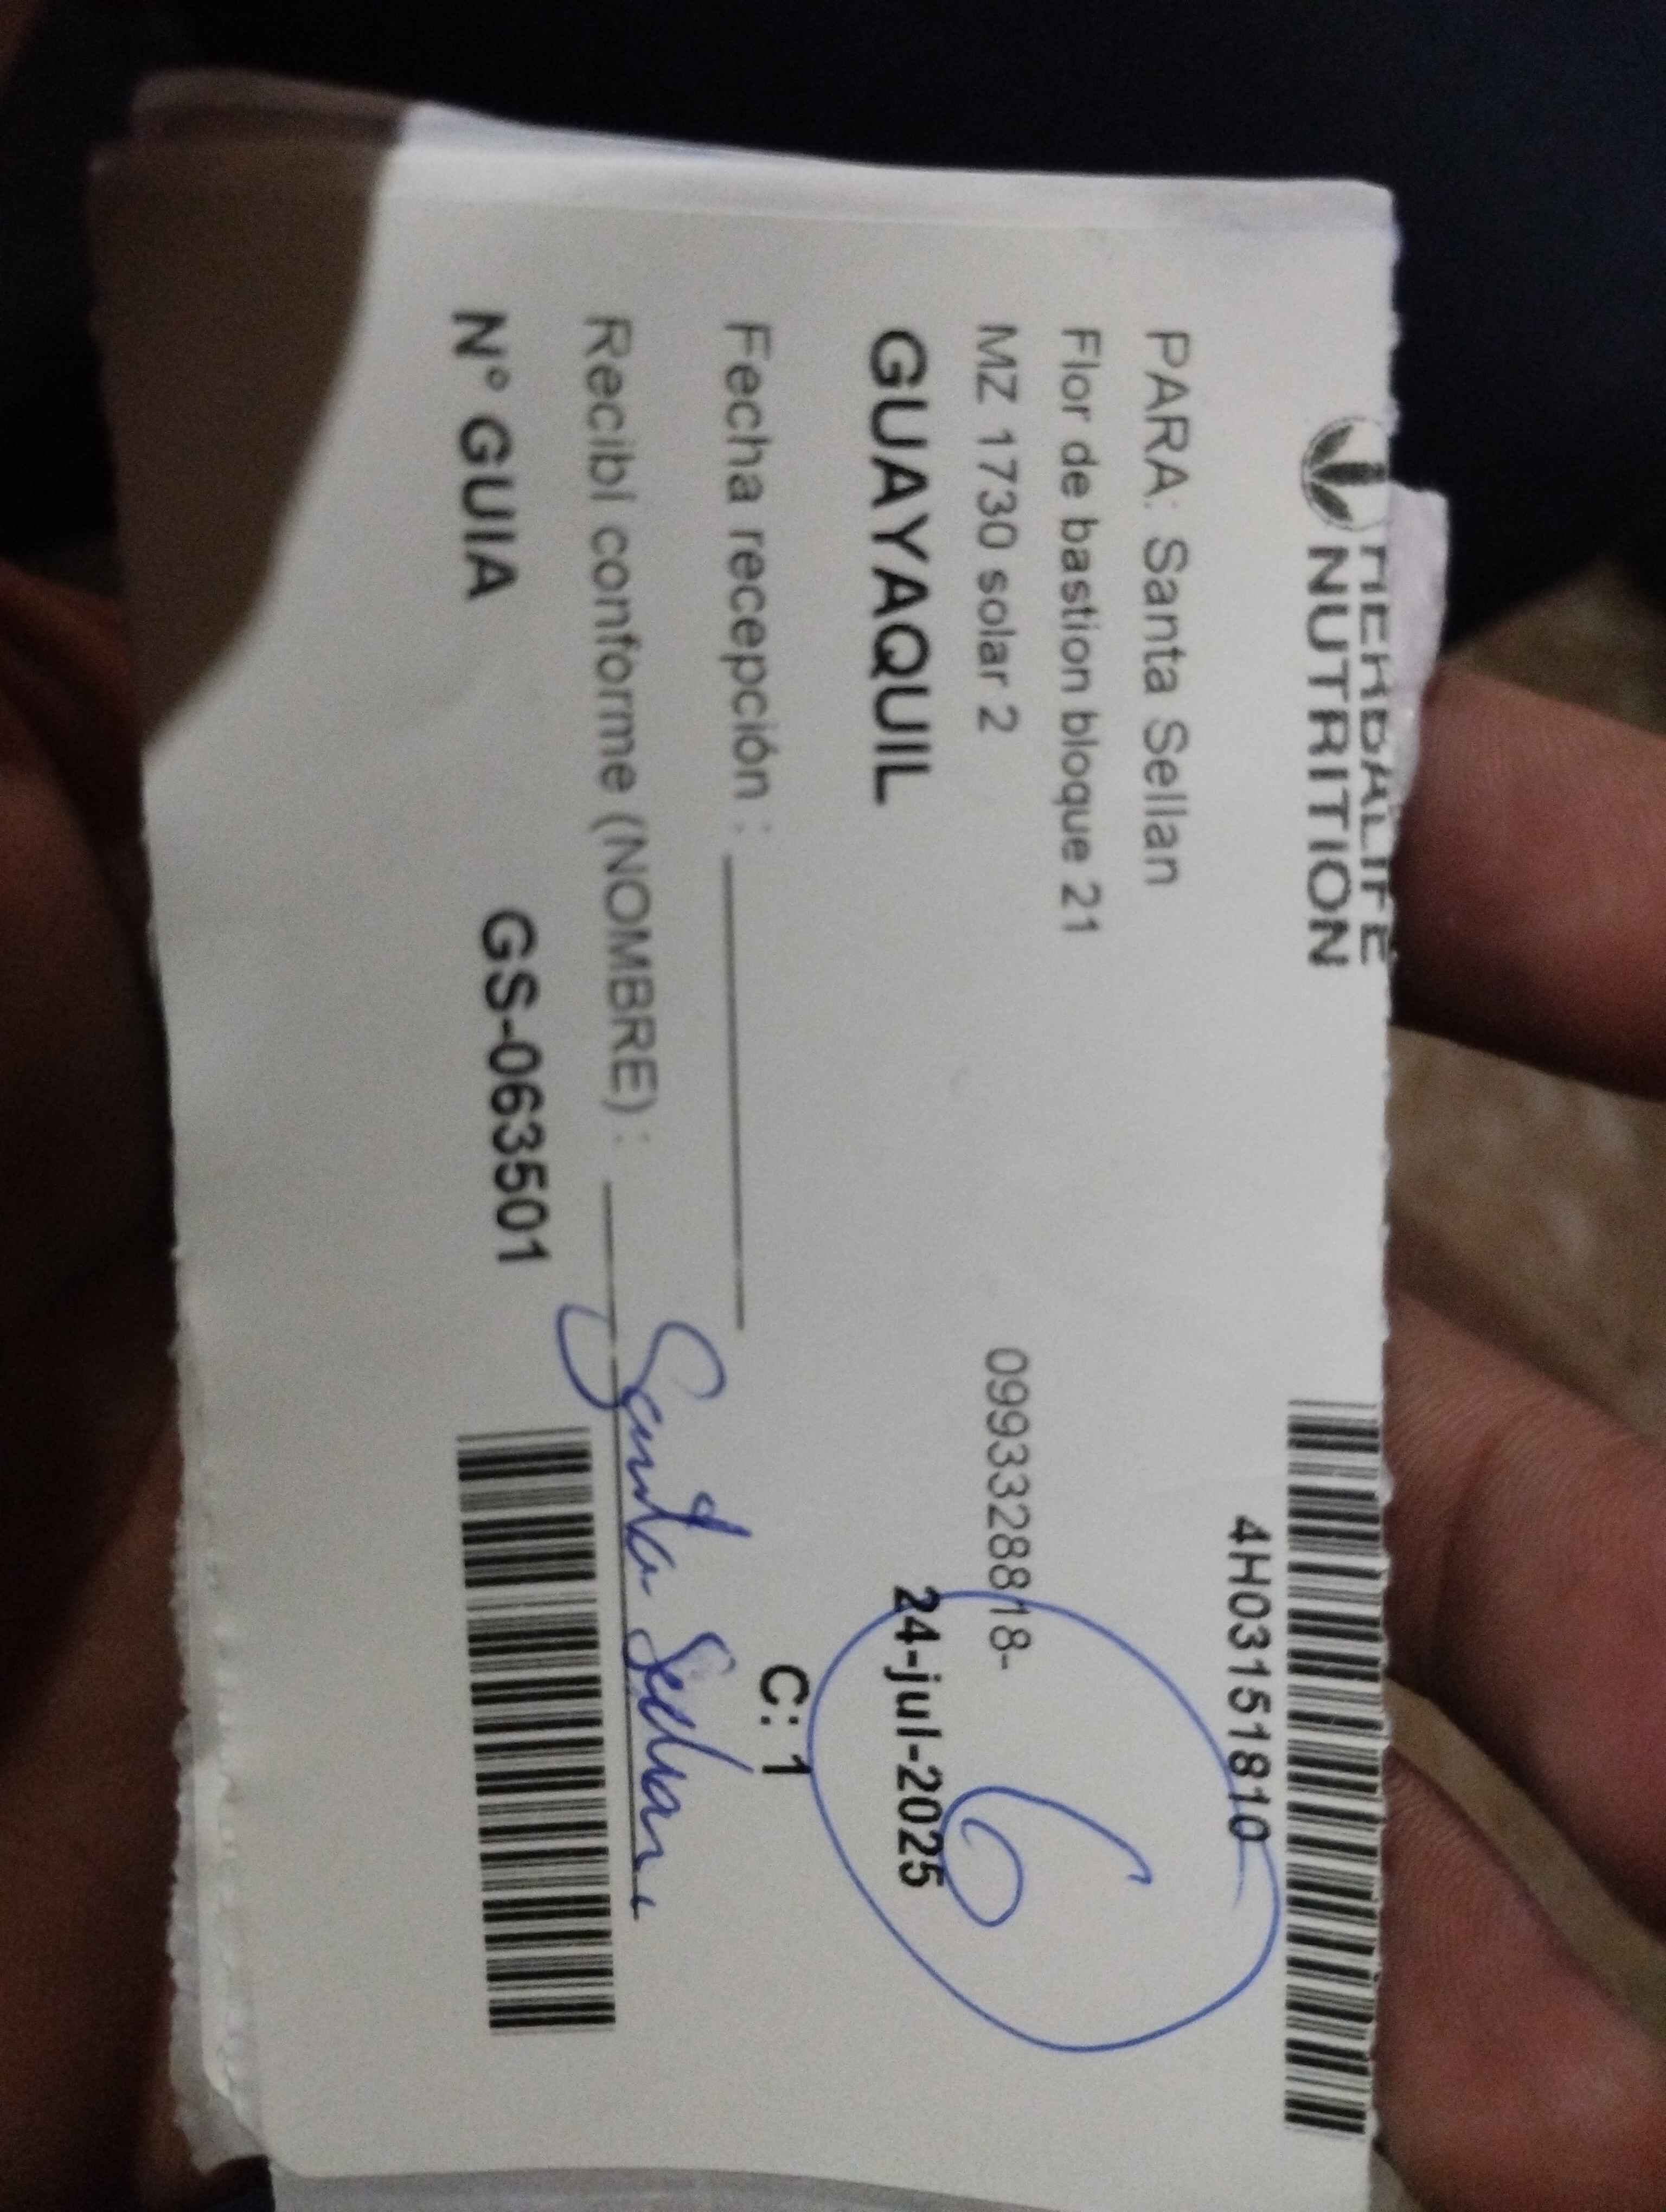 HERBALIFE
NUTRITION
4H03151810
PARA: Santa Sellan
Flor de bastion bloque 21
MZ 1730 solar 2
0993328818-
6
GUAYAQUIL
24-jul-2025
C: 1
Fecha recepción :
Recibí conforme (NOMBRE) : Santa Sellan
N° GUIA
GS-063501